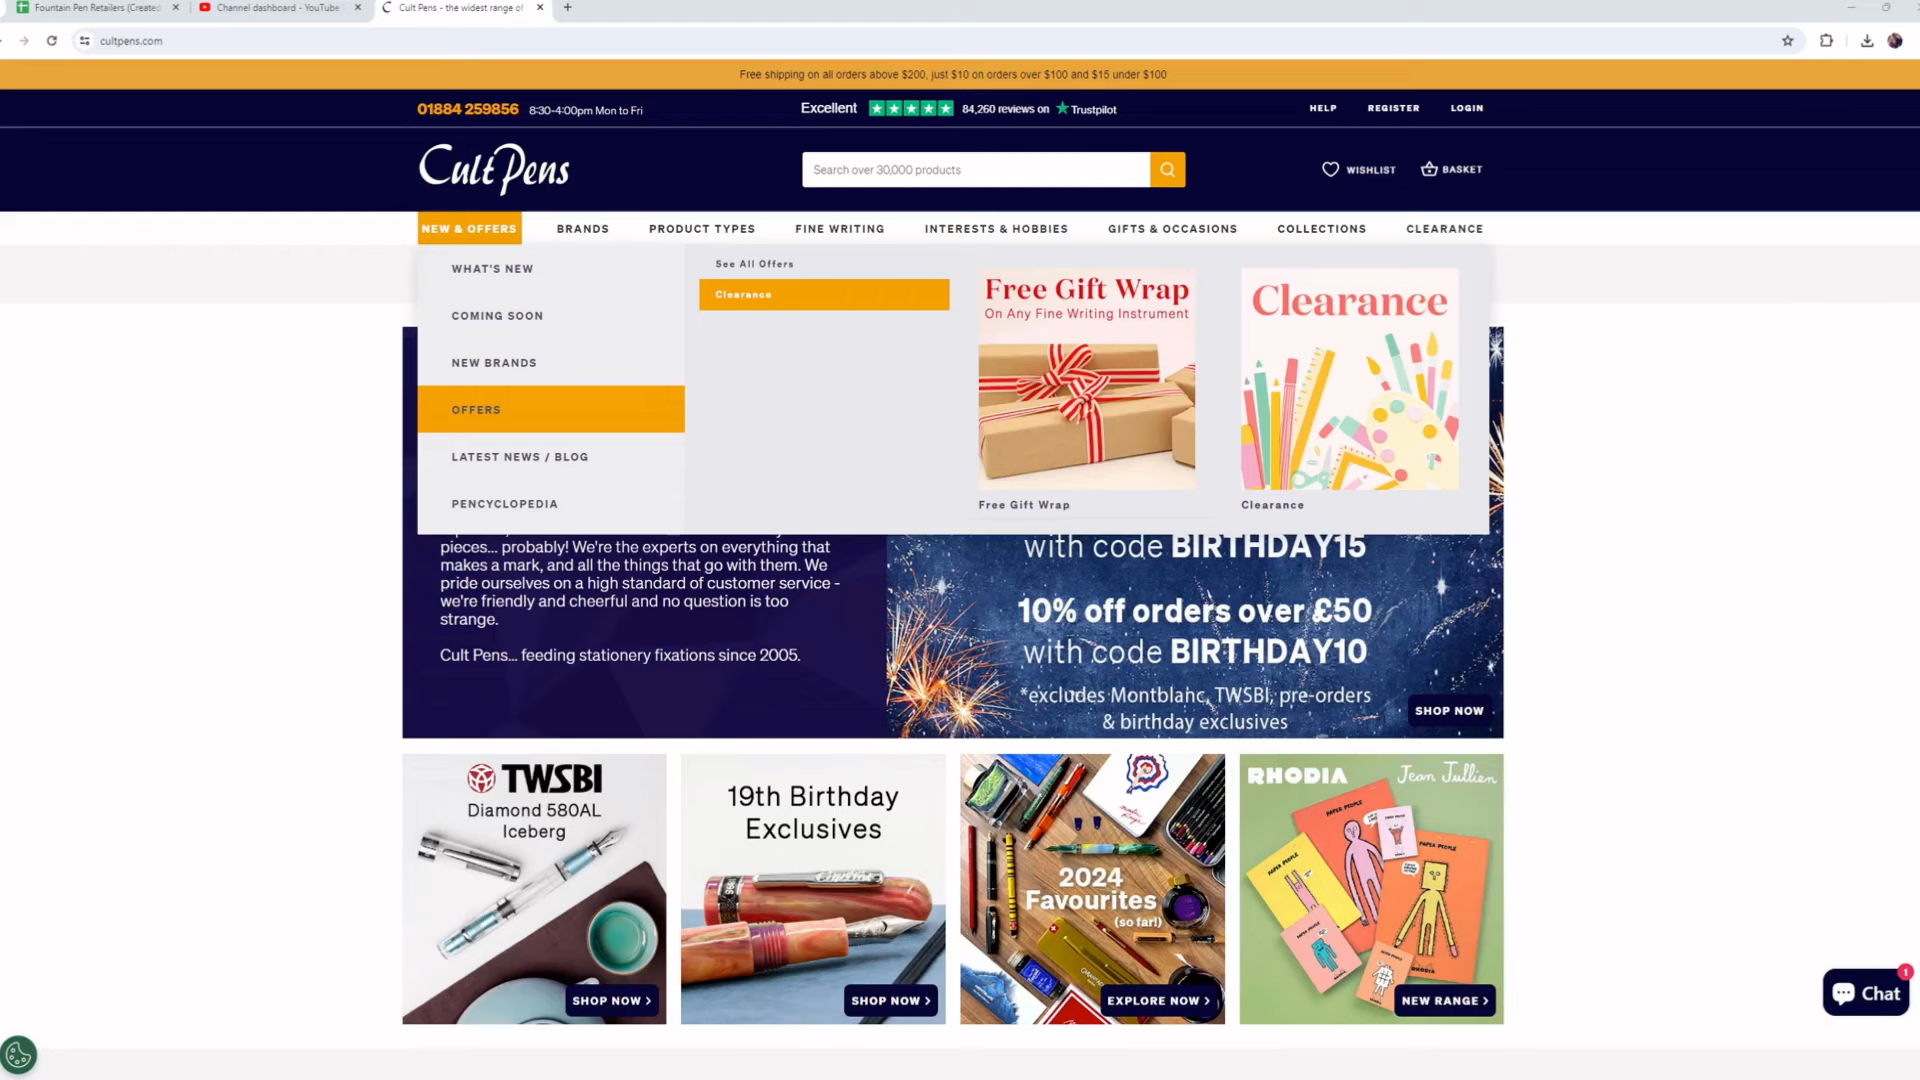 Fountain Pen Retailers (Created
Channel dashboard - YouTube
Cult Pens - the widest range of
cultpens.com
Free shipping on all orders above $200, just $10 on orders over $100 and $15 under $100
01884 259856 8:30-4:00pm Mon to Fri
Excellent
84,260 reviews on Trustpilot
HELP
REGISTER
LOGIN
Cult Pens
Search over 30,000 products
WISHLIST
BASKET
NEW & OFFERS
BRANDS
PRODUCT TYPES
FINE WRITING
INTERESTS & HOBBIES
GIFTS & OCCASIONS
COLLECTIONS
CLEARANCE
WHAT'S NEW
COMING SOON
NEW BRANDS
OFFERS
LATEST NEWS / BLOG
PENCYCLOPEDIA
See All Offers
Clearance
Free Gift Wrap
On Any Fine Writing Instrument
Free Gift Wrap
Clearance
Clearance
pieces... probably! We're the experts on everything that
makes a mark, and all the things that go with them. We
pride ourselves on a high standard of customer service -
we're friendly and cheerful and no question is too
strange.
Cult Pens... feeding stationery fixations since 2005.
with code BIRTHDAY15
10% off orders over £50
with code BIRTHDAY10
*excludes Montblanc, TWSBI, pre-orders
& birthday exclusives
SHOP NOW
TWSBI
Diamond 580AL
Iceberg
SHOP NOW >
19th Birthday
Exclusives
SHOP NOW >
2024
Favourites
(so far!)
EXPLORE NOW >
RHODIA
Jean Jullien
PAPER PEOPLE
PAPER PEOPLE
PAPER PEOPLE
RHODIA
NEW RANGE >
1
Chat